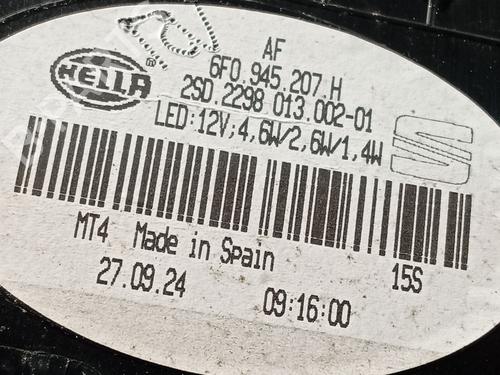 AF
HELLA® 6F0.945.207.H
2SD.2298 013.002-01
LED:12V;4,6W/2,6W/1,4W
MT4 Made in Spain 15S
27.09.24 09:16:00